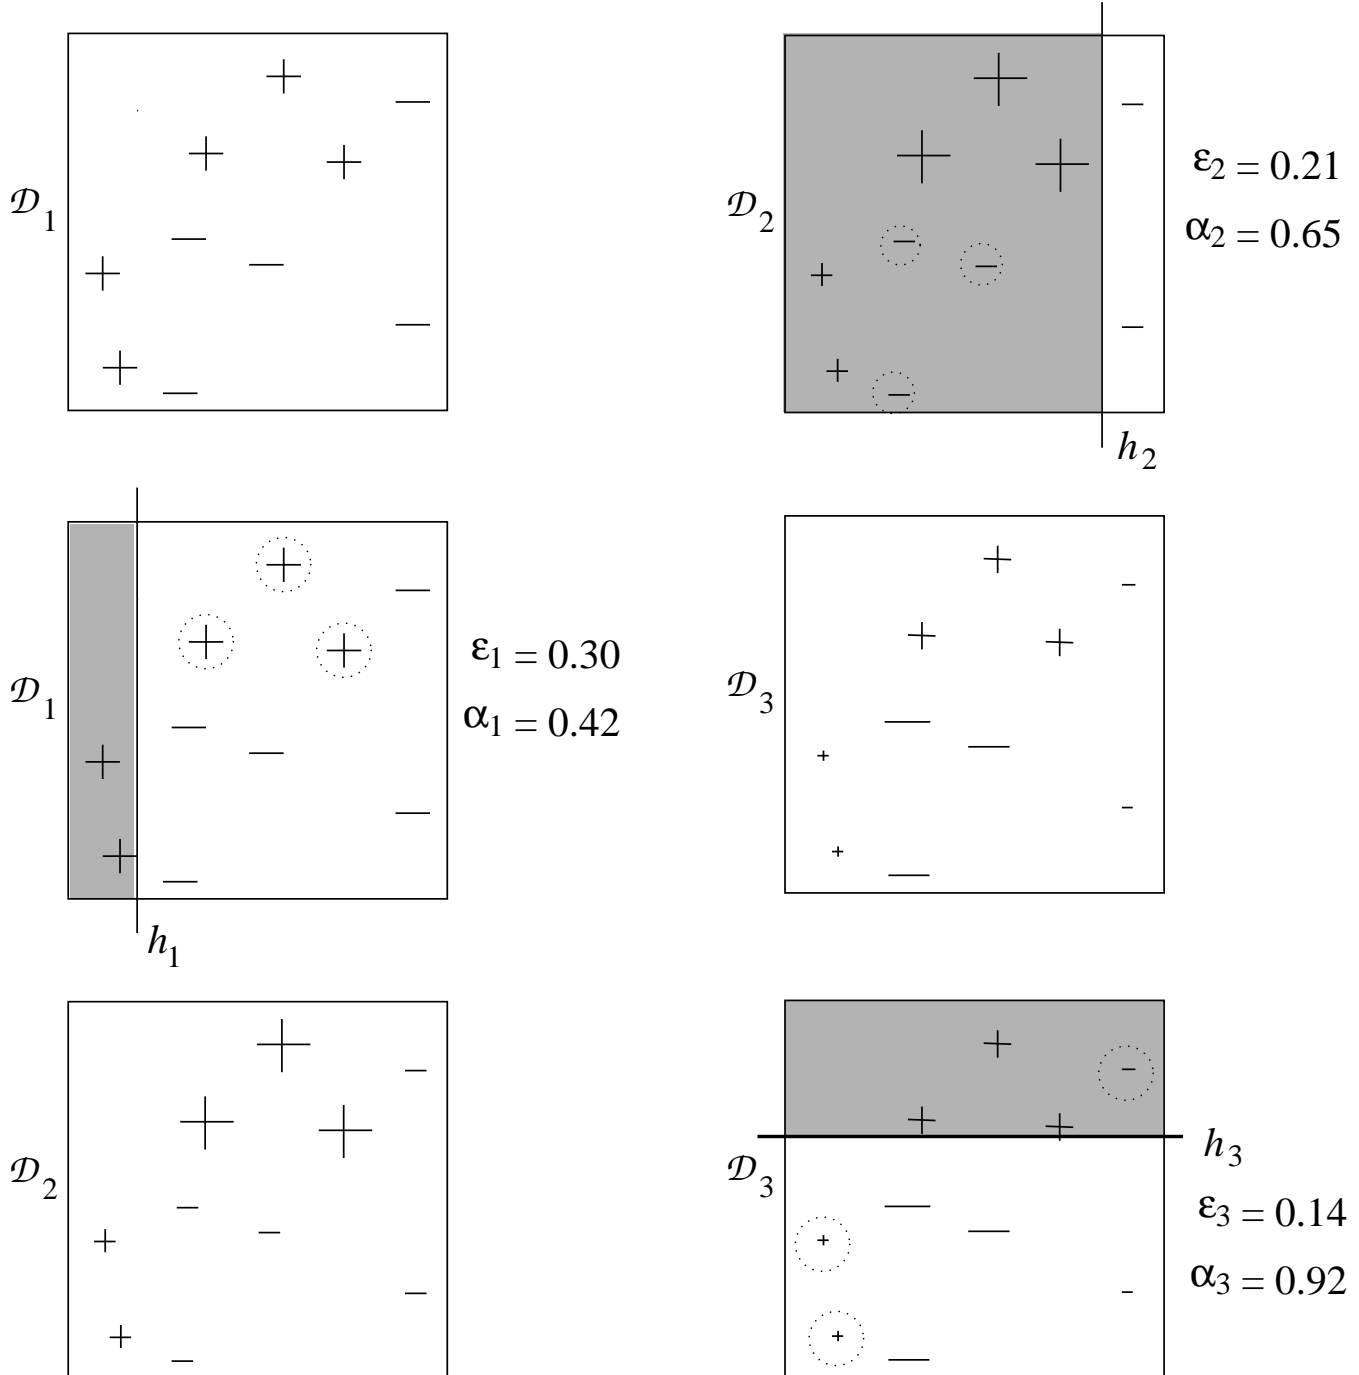 𝒟1
h1
ε1 = 0.30
α1 = 0.42
𝒟1
𝒟2
𝒟2
h2
ε2 = 0.21
α2 = 0.65
𝒟3
𝒟3
h3
ε3 = 0.14
α3 = 0.92